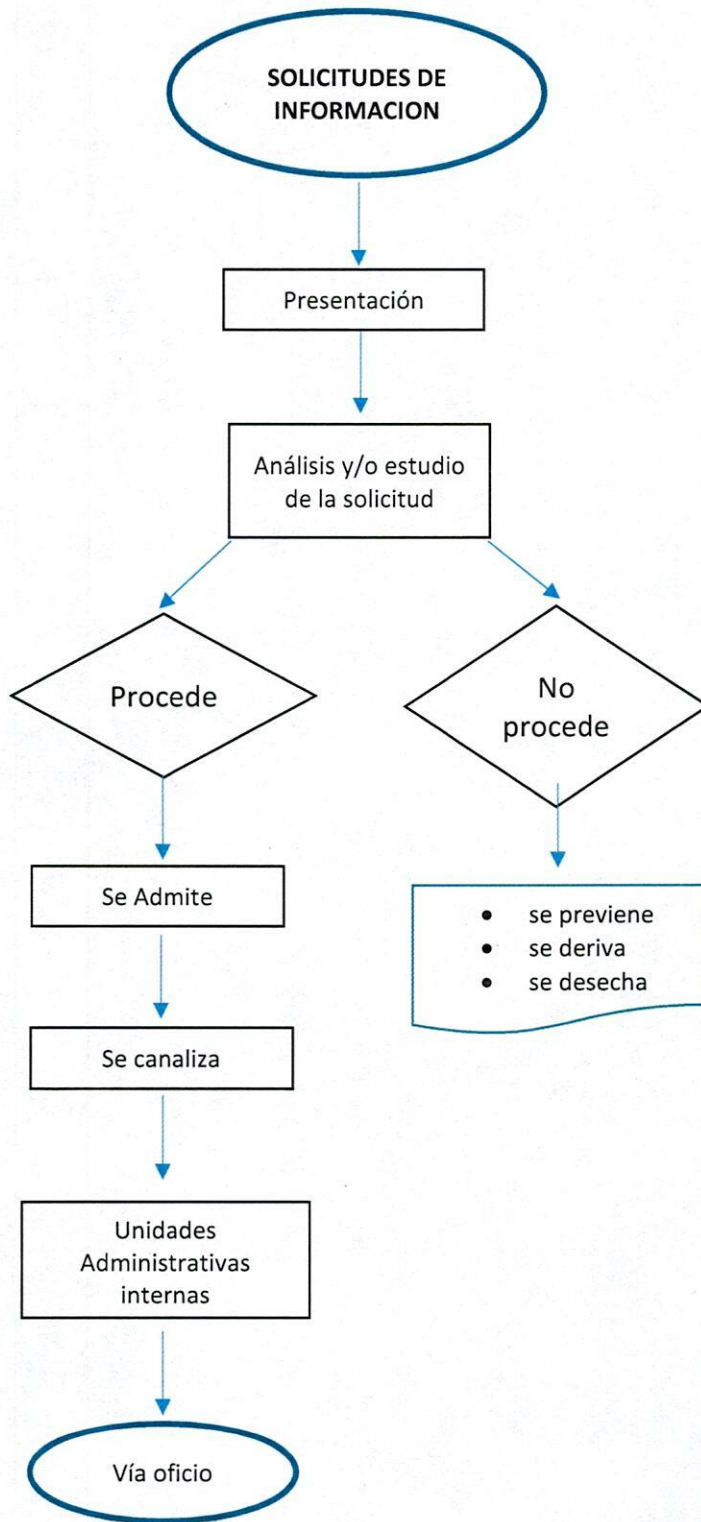 SOLICITUDES DE
INFORMACION
Presentación
Análisis y/o estudio
de la solicitud
Procede
No
procede
Se Admite
• se previene
• se deriva
• se desecha
Se canaliza
Unidades
Administrativas
internas
Vía oficio